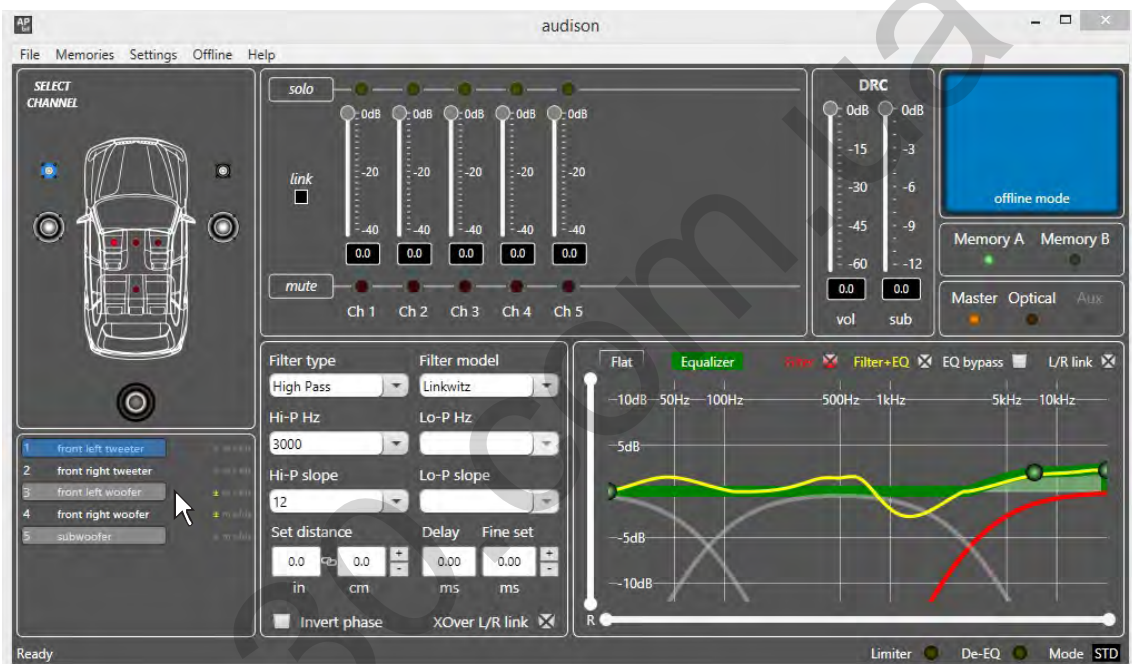 AP
bit
audison
File Memories Settings Offline Help
SELECT
CHANNEL
solo
0dB 0dB 0dB 0dB 0dB
-20 -20 -20 -20 -20
link
-40 -40 -40 -40 -40
0.0 0.0 0.0 0.0 0.0
mute
Ch 1 Ch 2 Ch 3 Ch 4 Ch 5
DRC
0dB 0dB
-15 -3
-30 -6
-45 -9
-60 -12
0.0 0.0
vol sub
offline mode
Memory A Memory B
Master Optical Aux
1 front left tweeter
2 front right tweeter
3 front left woofer ±
4 front right woofer ±
5 subwoofer
Filter type Filter model
High Pass Linkwitz
Hi-P Hz Lo-P Hz
3000
Hi-P slope Lo-P slope
12
Set distance Delay Fine set
0.0 0.0 + - 0.00 0.00 + -
in cm ms ms
Invert phase XOver L/R link
Flat Equalizer Filter Filter+EQ EQ bypass L/R link
10dB 50Hz 100Hz 500Hz 1kHz 5kHz 10kHz
5dB
-5dB
-10dB
R
Ready Limiter De-EQ Mode STD